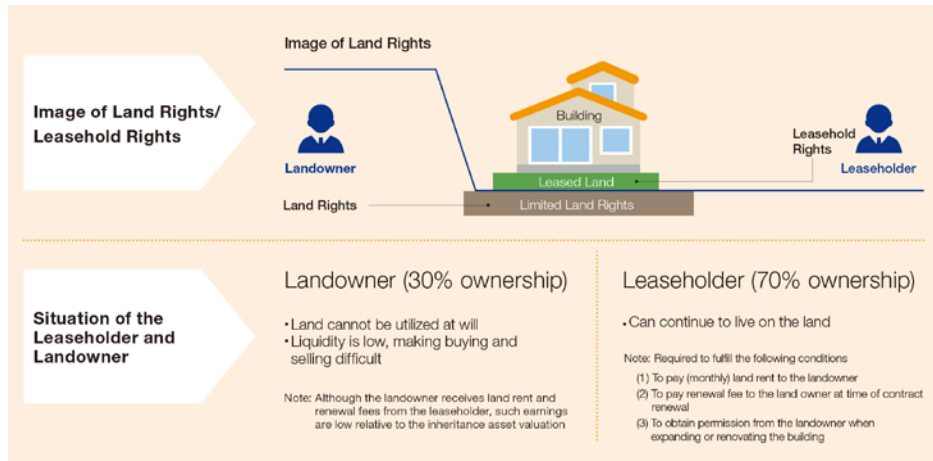 Image of Land Rights/
Leasehold Rights
Image of Land Rights
Landowner
Building
Leasehold
Rights
Leaseholder
Leased Land
Land Rights
Limited Land Rights
Situation of the
Leaseholder and
Landowner
Landowner (30% ownership)
• Land cannot be utilized at will
• Liquidity is low, making buying and
selling difficult
Note: Although the landowner receives land rent and
renewal fees from the leaseholder, such earnings
are low relative to the inheritance asset valuation
Leaseholder (70% ownership)
• Can continue to live on the land
Note: Required to fulfill the following conditions
(1) To pay (monthly) land rent to the landowner
(2) To pay renewal fee to the land owner at time of contract
renewal
(3) To obtain permission from the landowner when
expanding or renovating the building